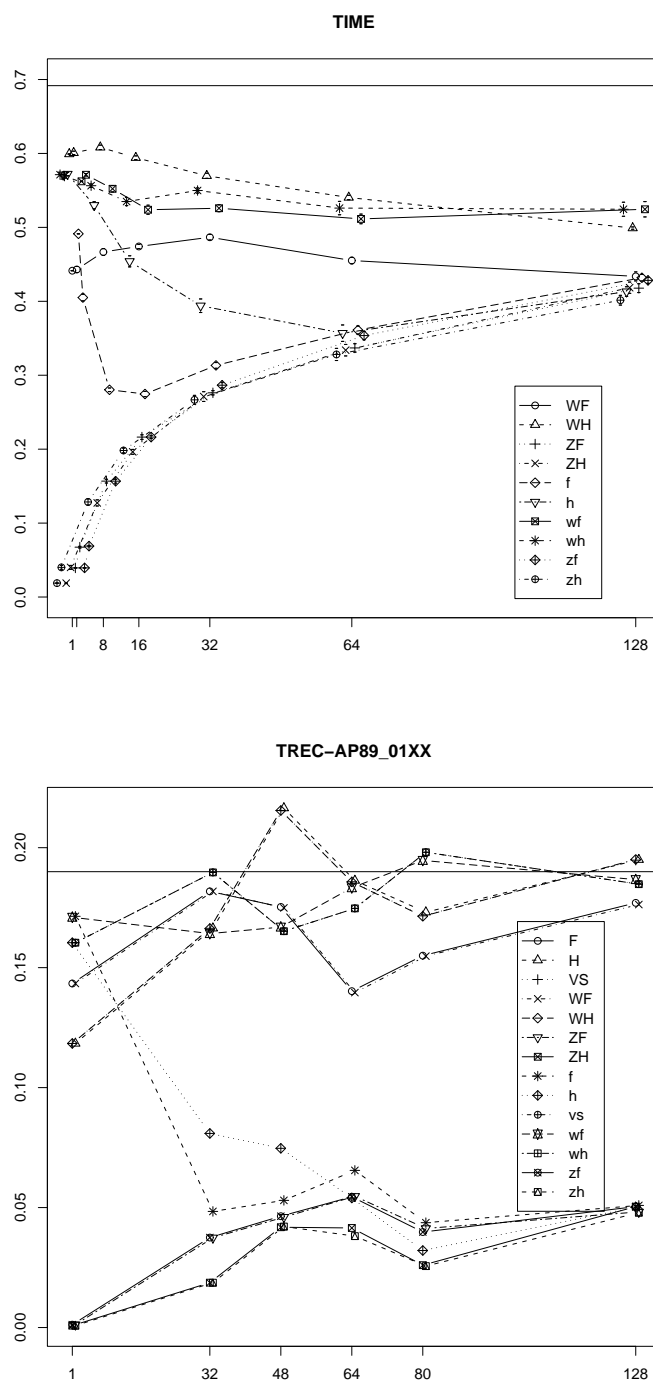 TIME
0.7
0.6
0.5
0.4
0.3
0.2
0.1
0.0
WF
WH
ZF
ZH
f
h
wf
wh
zf
zh
1 8 16 32 64 128
TREC−AP89_01XX
0.20
0.15
0.10
0.05
0.00
F
H
VS
WF
WH
ZF
ZH
f
h
vs
wf
wh
zf
zh
1 32 48 64 80 128